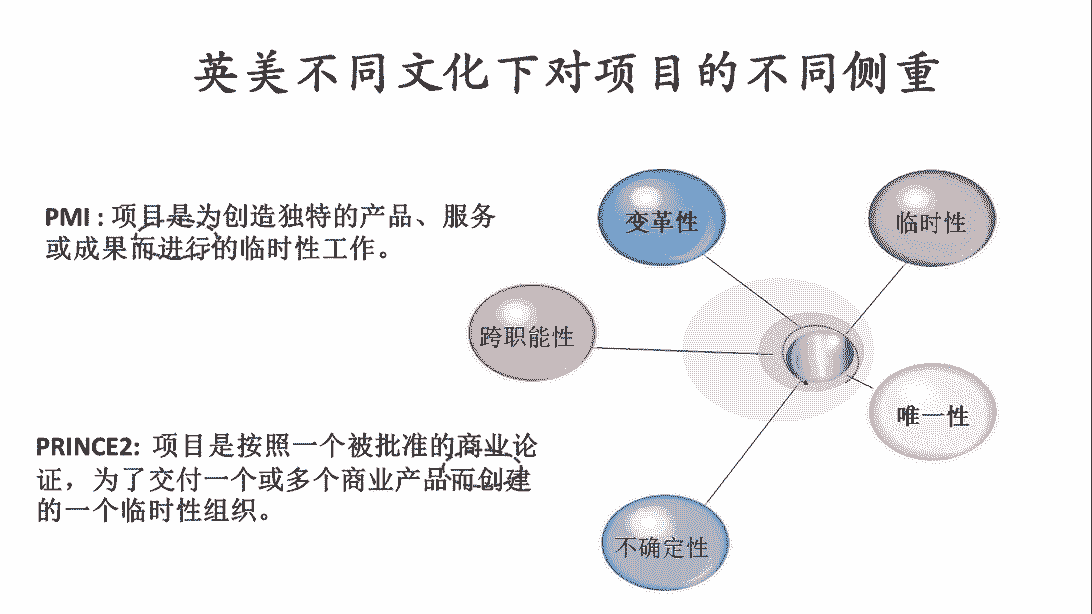 英美不同文化下对项目的不同侧重
PMI : 项目是为创造独特的产品、服务
或成果而进行的临时性工作。
PRINCE2: 项目是按照一个被批准的商业论
证，为了交付一个或多个商业产品而创建
的一个临时性组织。
变革性
临时性
跨职能性
唯一性
不确定性